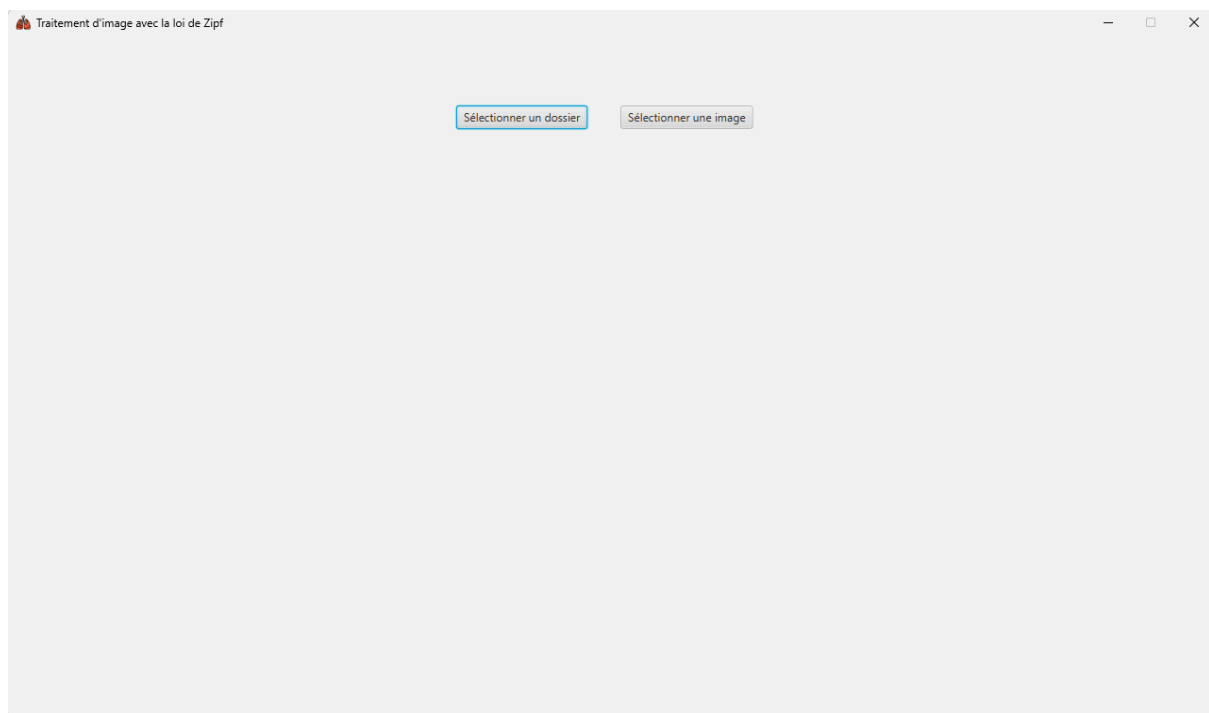 Traitement d'image avec la loi de Zipf
Sélectionner un dossier Sélectionner une image